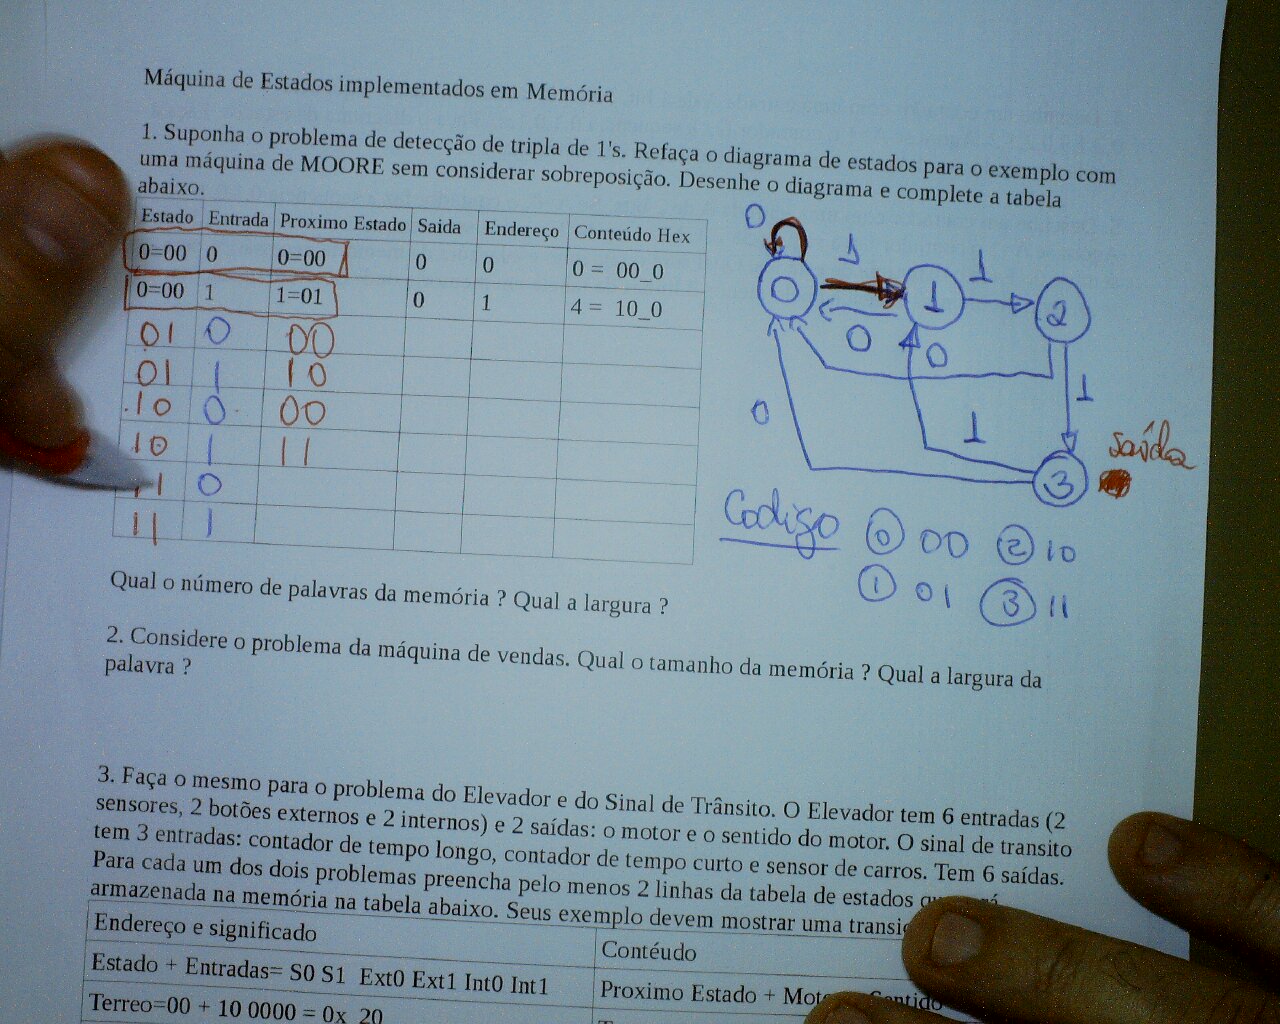 Máquina de Estados implementados em Memória
1. Suponha o problema de detecção de tripla de 1's. Refaça o diagrama de estados para o exemplo com
uma máquina de MOORE sem considerar sobreposição. Desenhe o diagrama e complete a tabela
abaixo.
Estado Entrada Proximo Estado Saida Endereço Conteúdo Hex
0=00 0 0=00 0 0 0 = 00_0
0=00 1 1=01 0 1 4 = 10_0
01 0 00
01 1 10
10 0 00
10 1 11
11 0
11 1
0
1
1
0
1
2
0
0
1
0
1
saída
3
Codigo 0 00 2 10
1 01 3 11
Qual o número de palavras da memória ? Qual a largura ?
2. Considere o problema da máquina de vendas. Qual o tamanho da memória ? Qual a largura da
palavra ?
3. Faça o mesmo para o problema do Elevador e do Sinal de Trânsito. O Elevador tem 6 entradas (2
sensores, 2 botões externos e 2 internos) e 2 saídas: o motor e o sentido do motor. O sinal de transito
tem 3 entradas: contador de tempo longo, contador de tempo curto e sensor de carros. Tem 6 saídas.
Para cada um dos dois problemas preencha pelo menos 2 linhas da tabela de estados
armazenada na memória na tabela abaixo. Seus exemplo devem mostrar uma
Endereço e significado Contéudo
Estado + Entradas= S0 S1 Ext0 Ext1 Int0 Int1 Proximo Estado +
Terreo=00 + 10 0000 = 0x 20